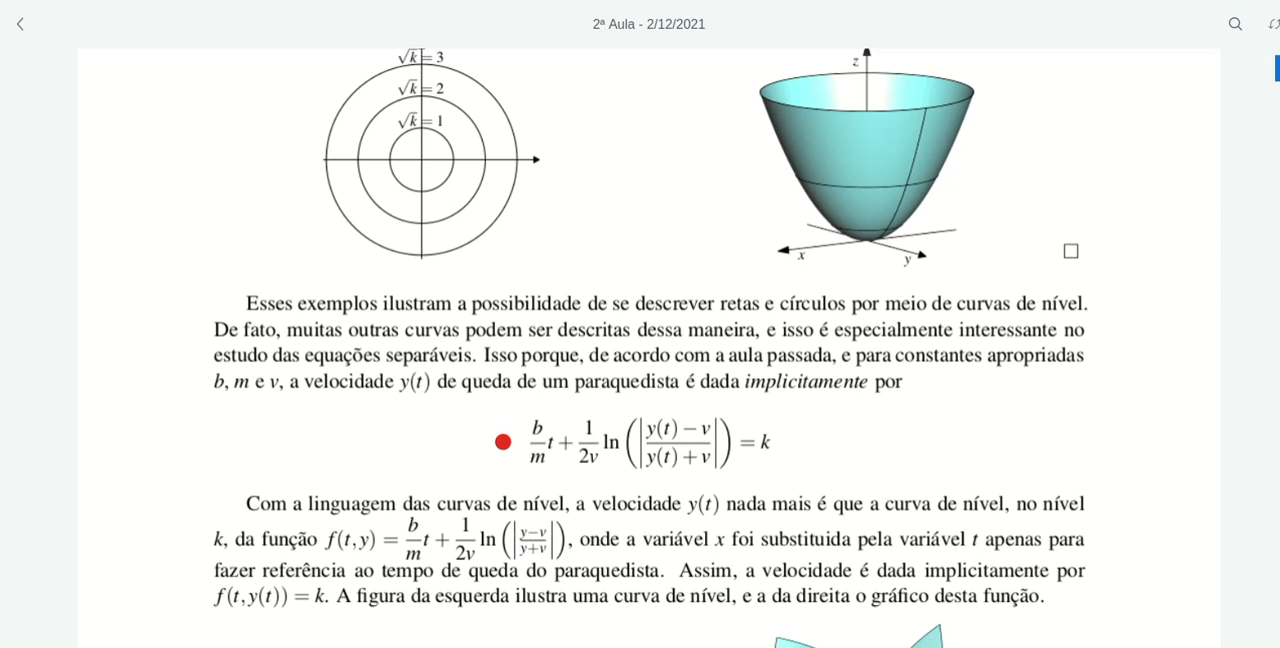 2ª Aula - 2/12/2021
√k = 3
√k = 2
√k = 1
z
x
y
Esses exemplos ilustram a possibilidade de se descrever retas e círculos por meio de curvas de nível.
De fato, muitas outras curvas podem ser descritas dessa maneira, e isso é especialmente interessante no
estudo das equações separáveis. Isso porque, de acordo com a aula passada, e para constantes apropriadas
b, m e v, a velocidade y(t) de queda de um paraquedista é dada implicitamente por
b/m t + 1/2v ln (|y(t) − v / y(t) + v|) = k
Com a linguagem das curvas de nível, a velocidade y(t) nada mais é que a curva de nível, no nível
k, da função f(t,y) = b/m t + 1/2v ln (|y−v / y+v|), onde a variável x foi substituida pela variável t apenas para
fazer referência ao tempo de queda do paraquedista. Assim, a velocidade é dada implicitamente por
f(t,y(t)) = k. A figura da esquerda ilustra uma curva de nível, e a da direita o gráfico desta função.